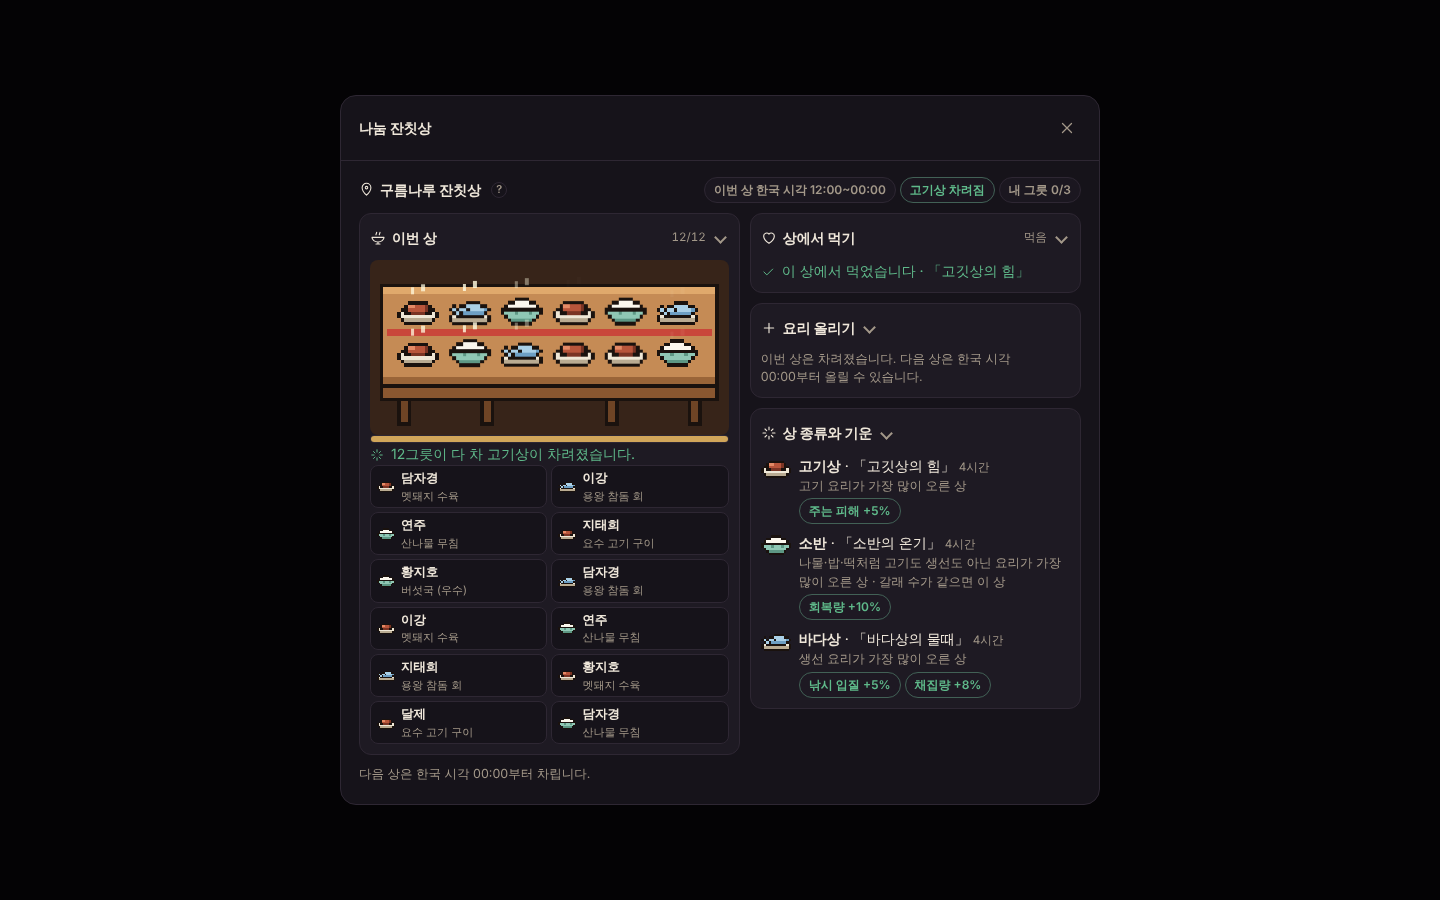 나눔 잔칫상
구름나루 잔칫상 ?
이번 상 한국 시각 12:00~00:00
고기상 차려짐
내 그릇 0/3
이번 상
12/12
12그릇이 다 차 고기상이 차려졌습니다.
담자경
멧돼지 수육
이강
용왕 참돔 회
연주
산나물 무침
지태희
요수 고기 구이
황지호
버섯국 (우수)
담자경
용왕 참돔 회
이강
멧돼지 수육
연주
산나물 무침
지태희
용왕 참돔 회
황지호
멧돼지 수육
달제
요수 고기 구이
담자경
산나물 무침
상에서 먹기
먹음
이 상에서 먹었습니다 · 「고깃상의 힘」
요리 올리기
이번 상은 차려졌습니다. 다음 상은 한국 시각
00:00부터 올릴 수 있습니다.
상 종류와 기운
고기상 · 「고깃상의 힘」 4시간
고기 요리가 가장 많이 오른 상
주는 피해 +5%
소반 · 「소반의 온기」 4시간
나물·밥·떡처럼 고기도 생선도 아닌 요리가 가장
많이 오른 상 · 갈래 수가 같으면 이 상
회복량 +10%
바다상 · 「바다상의 물때」 4시간
생선 요리가 가장 많이 오른 상
낚시 입질 +5%
채집량 +8%
다음 상은 한국 시각 00:00부터 차립니다.